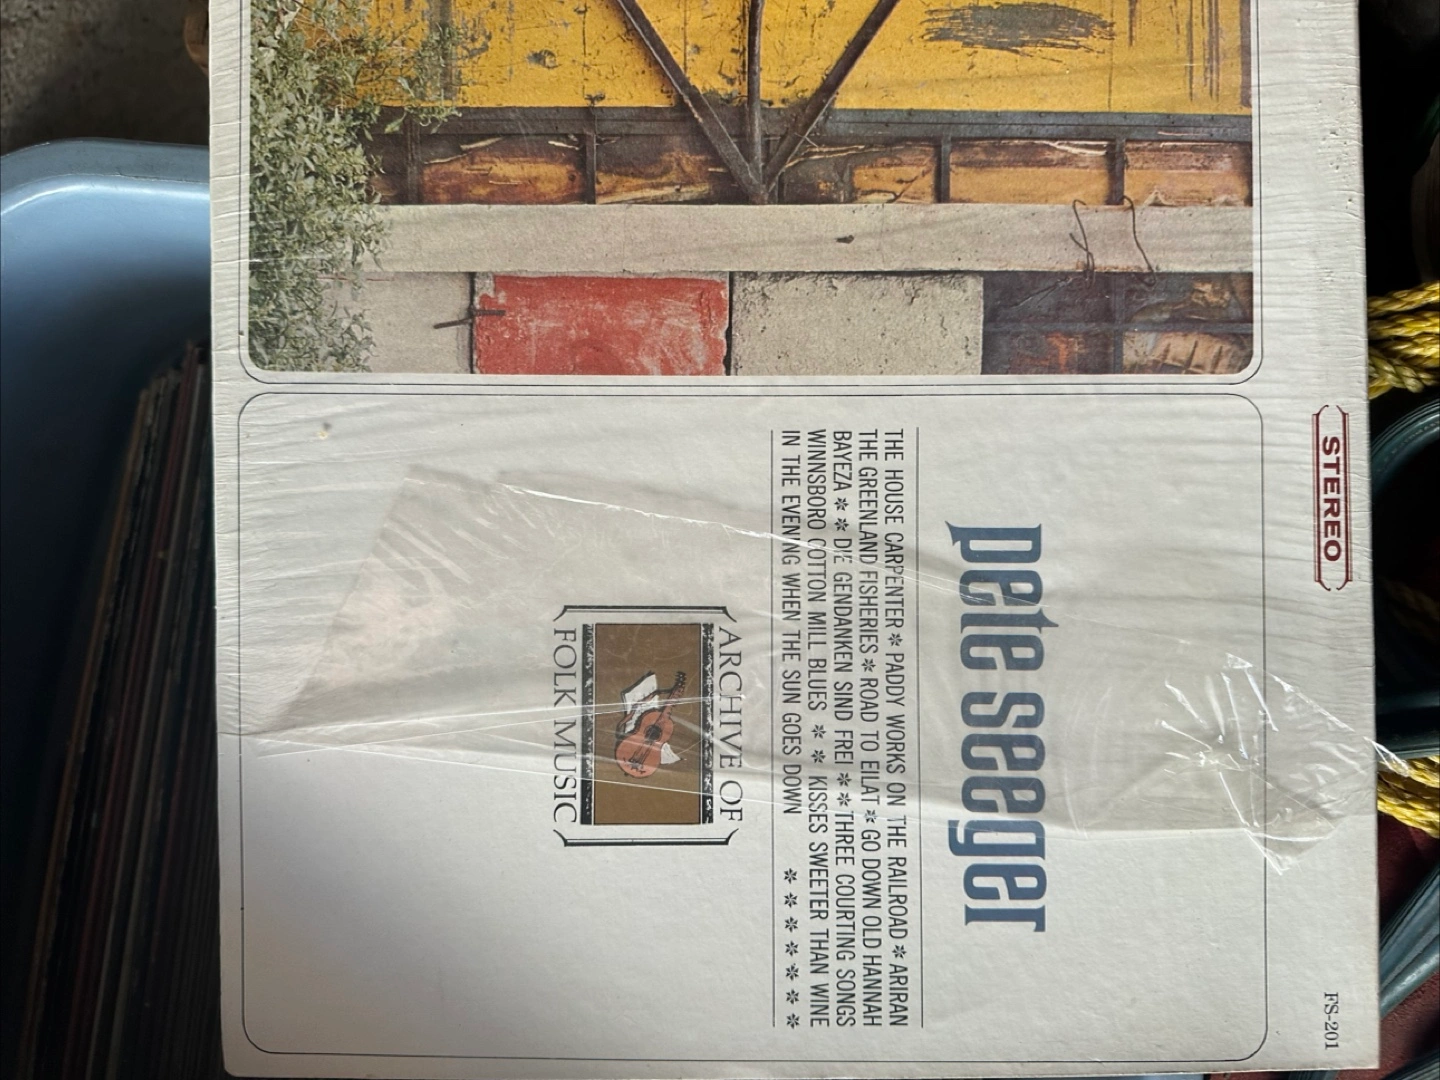 STEREO
FS-201
pete seeger
THE HOUSE CARPENTER ✲ PADDY WORKS ON THE RAILROAD ✲ ARIRAN
THE GREENLAND FISHERIES ✲ ROAD TO EILAT ✲ GO DOWN OLD HANNAH
BAYEZA ✲ ✲ DIE GENDANKEN SIND FREI ✲ ✲ THREE COURTING SONGS
WINNSBORO COTTON MILL BLUES ✲ ✲ KISSES SWEETER THAN WINE
IN THE EVENING WHEN THE SUN GOES DOWN ✲ ✲ ✲ ✲ ✲ ✲ ✲
ARCHIVE OF
FOLK MUSIC